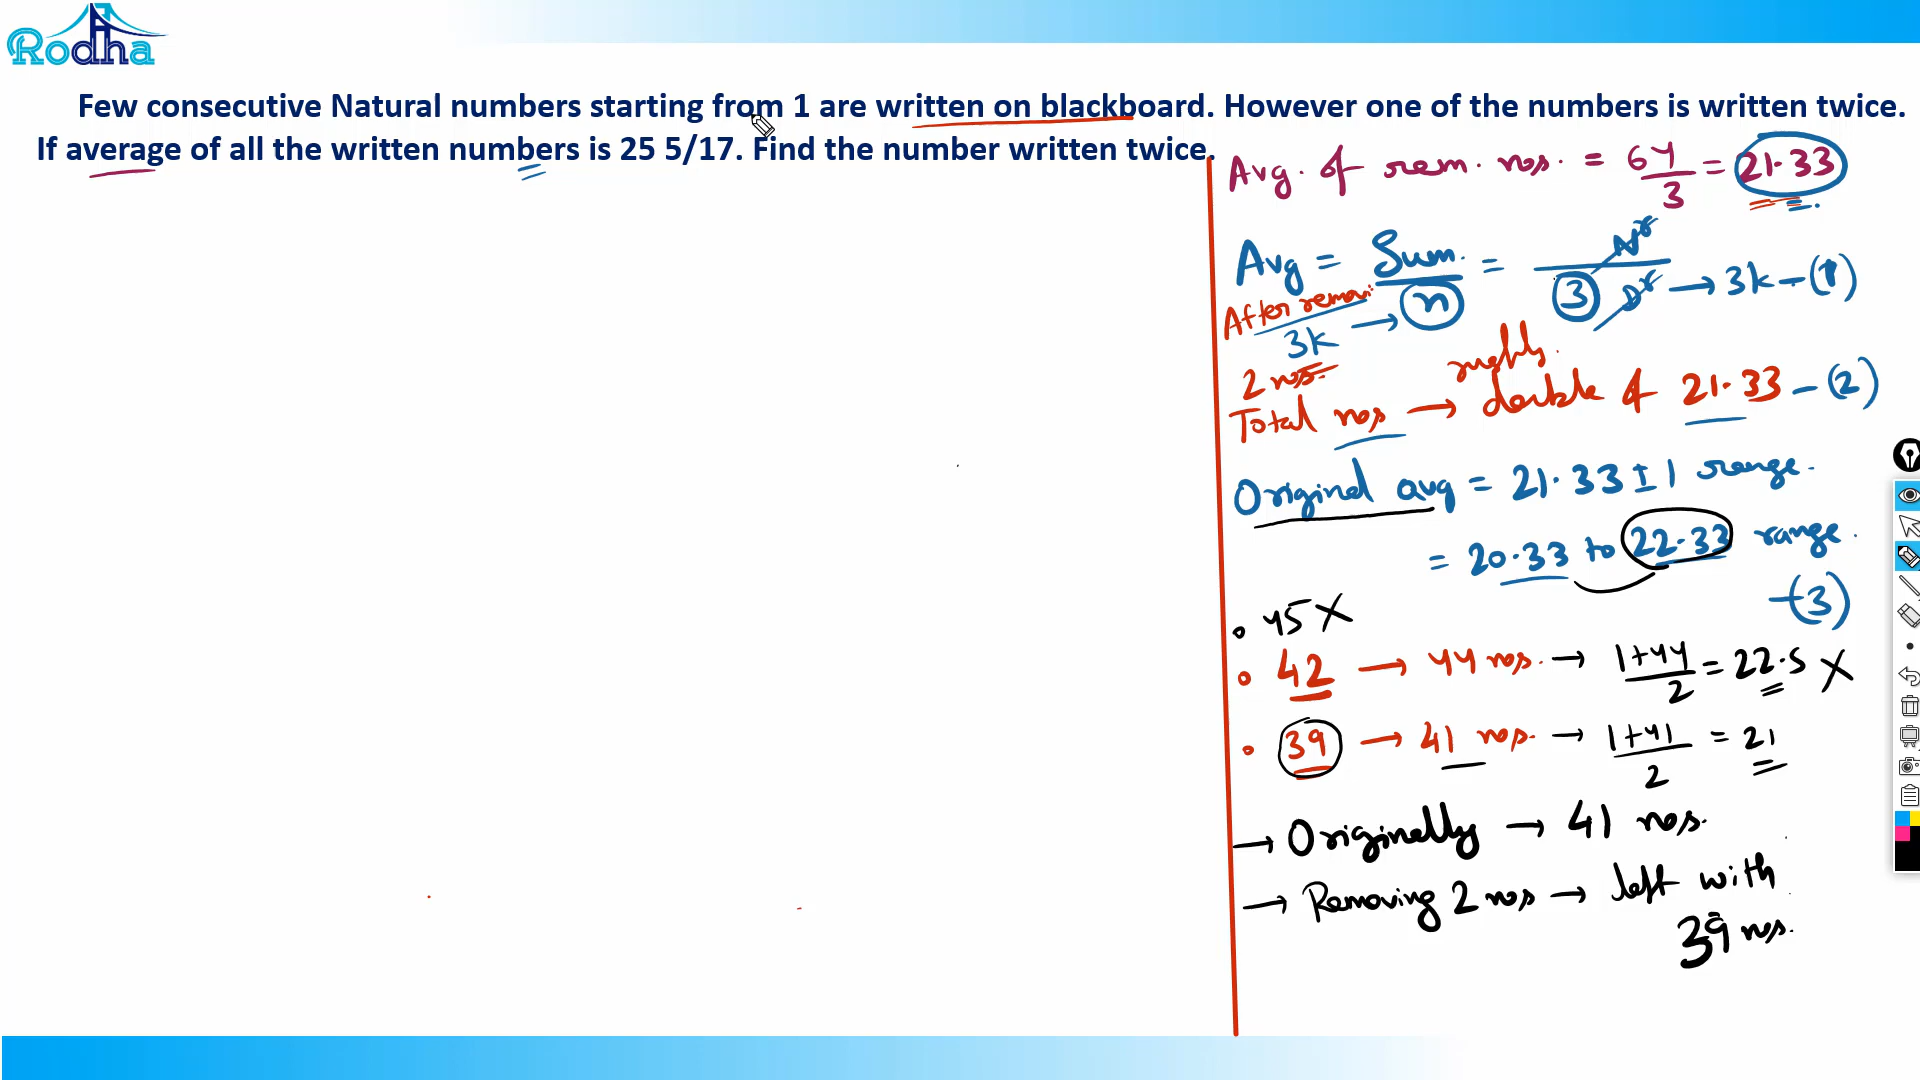 Rodha
Few consecutive Natural numbers starting from 1 are written on blackboard. However one of the numbers is written twice.
If average of all the written numbers is 25 5/17. Find the number written twice.
Avg. of rem. nos. = 64/3 = 21.33
Avg = Sum/n = Nr/3 Dr → 3k - (1)
After remov.
3k → n
2 nos.
roughly
Total nos → double of 21.33 - (2)
Original avg = 21.33 ± 1 range.
= 20.33 to 22.33 range.
- (3)
• 45 X
• 42 → 44 nos. → 1+44/2 = 22.5 X
• 39 → 41 nos. → 1+41/2 = 21
→ Originally → 41 nos.
→ Removing 2 nos → left with
39 nos.